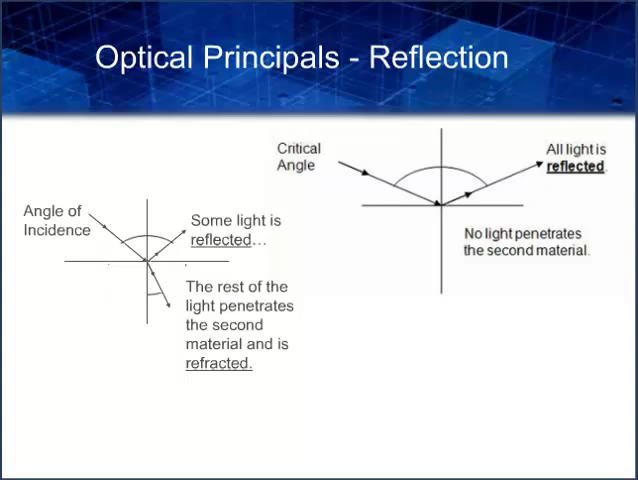 Optical Principals - Reflection
Angle of
Incidence
Some light is
reflected…
The rest of the
light penetrates
the second
material and is
refracted.
Critical
Angle
All light is
reflected.
No light penetrates
the second material.